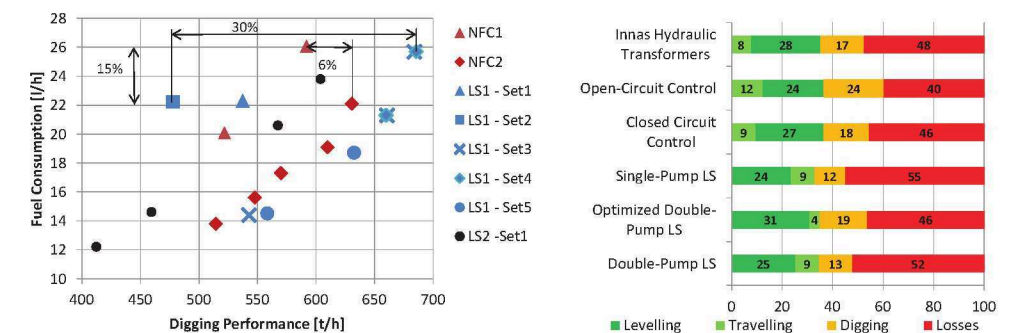 28
26
24
22
20
18
16
14
12
10
Fuel Consumption [l/h]
30%
15%
6%
400 450 500 550 600 650 700
Digging Performance [t/h]
NFC1
NFC2
LS1 - Set1
LS1 - Set2
LS1 - Set3
LS1 - Set4
LS1 - Set5
LS2 -Set1
Innas Hydraulic
Transformers
8 28 17 48
Open-Circuit Control
12 24 24 40
Closed Circuit
Control
9 27 18 46
Single-Pump LS
24 9 12 55
Optimized Double-
Pump LS
31 4 19 46
Double-Pump LS
25 9 13 52
0 20 40 60 80 100
Levelling Travelling Digging Losses